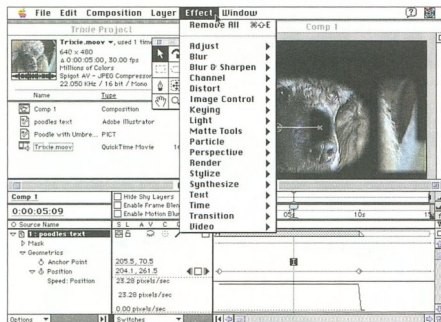 File Edit Composition Layer Effect Window
Trixie Project
Comp 1
Trixie.moov ▼, used 1 time
640 x 480
Δ 0:00:05:00, 30.00 fps
Millions of Colors
Spigot AV - JPEG Compressor
22.050 KHz / 16 bit / Mono
Name Type
Comp 1 Composition
poodles text Adobe Illustrator
Poodle with Umbre... PICT
Trixie.moov QuickTime Movie
Remove All ⌘⇧E
Adjust
Blur
Blur & Sharpen
Channel
Distort
Image Control
Keying
Light
Matte Tools
Particle
Perspective
Render
Stylize
Synthesize
Text
Time
Transition
Video
Comp 1
0:00:05:09
Hide Shy Layers
Enable Frame Blen
Enable Motion Blur
05s 10s
Source Name S L A V C
1: poodles text
Mask
Geometrics
Anchor Point 205.5, 70.5
Position 204.1, 261.5
Speed: Position 23.28 pixels/sec
23.28 pixels/sec
0.00 pixels/sec
Options Switches